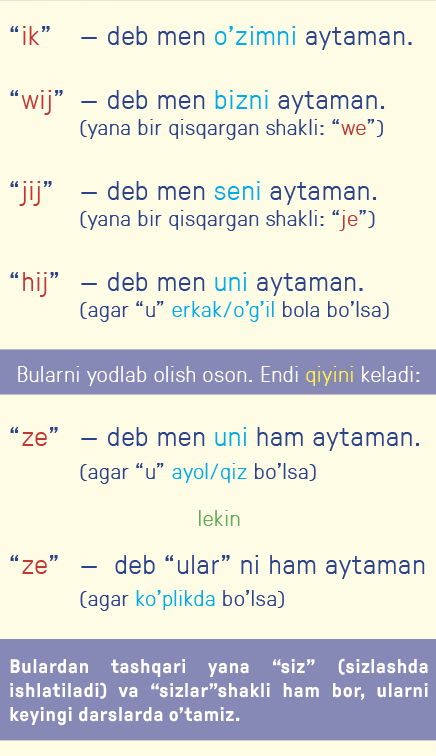 “ik” – deb men o’zimni aytaman.
“wij” – deb men bizni aytaman.
(yana bir qisqargan shakli: “we”)
“jij” – deb men seni aytaman.
(yana bir qisqargan shakli: “je”)
“hij” – deb men uni aytaman.
(agar “u” erkak/o’g’il bola bo’lsa)
Bularni yodlab olish oson. Endi qiyini keladi:
“ze” – deb men uni ham aytaman.
(agar “u” ayol/qiz bo’lsa)
lekin
“ze” – deb “ular” ni ham aytaman
(agar ko’plikda bo’lsa)
Bulardan tashqari yana “siz” (sizlashda
ishlatiladi) va “sizlar”shakli ham bor, ularni
keyingi darslarda o’tamiz.